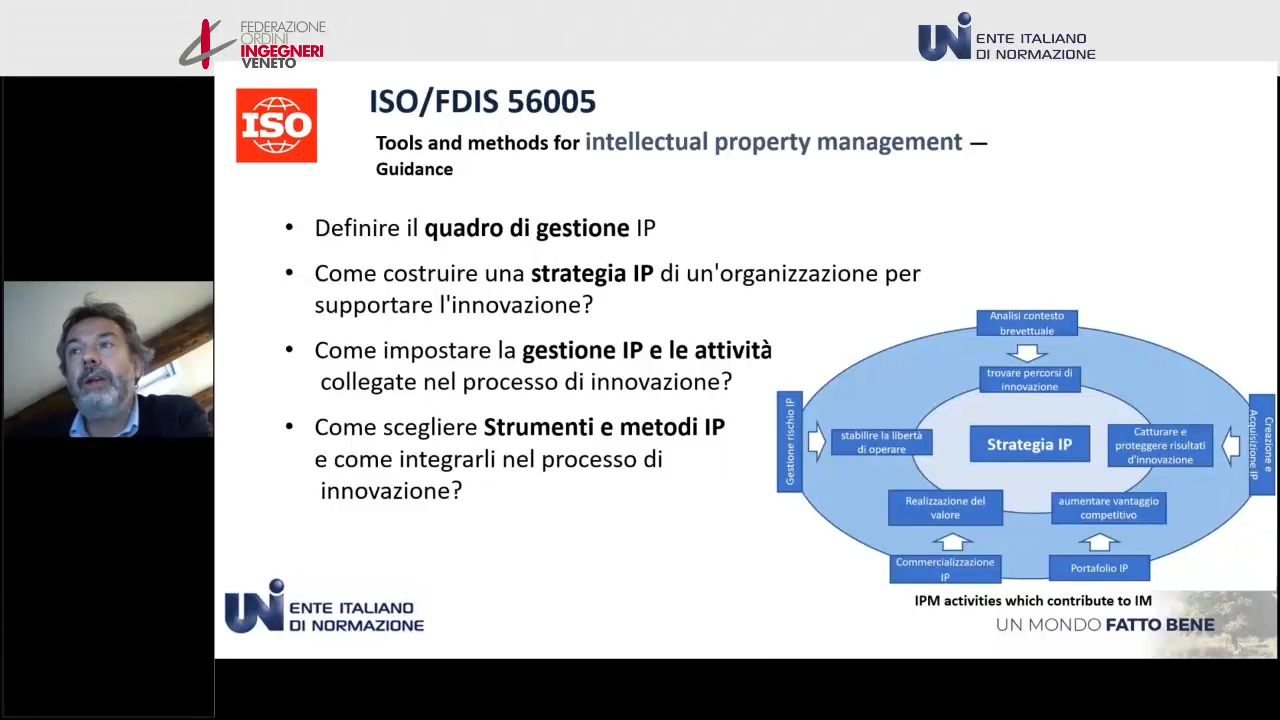 FEDERAZIONE
ORDINI
INGEGNERI
VENETO
UNI
ENTE ITALIANO
DI NORMAZIONE
ISO
ISO/FDIS 56005
Tools and methods for intellectual property management —
Guidance
• Definire il quadro di gestione IP
• Come costruire una strategia IP di un'organizzazione per
supportare l'innovazione?
• Come impostare la gestione IP e le attività
collegate nel processo di innovazione?
• Come scegliere Strumenti e metodi IP
e come integrarli nel processo di
innovazione?
Analisi contesto
brevettuale
trovare percorsi di
innovazione
Gestione rischio IP
stabilire la libertà
di operare
Strategia IP
Catturare e
proteggere risultati
d'innovazione
Creazione e
Acquisizione IP
Realizzazione del
valore
aumentare vantaggio
competitivo
Commercializzazione
IP
Portafolio IP
IPM activities which contribute to IM
UNI
ENTE ITALIANO
DI NORMAZIONE
UN MONDO FATTO BENE